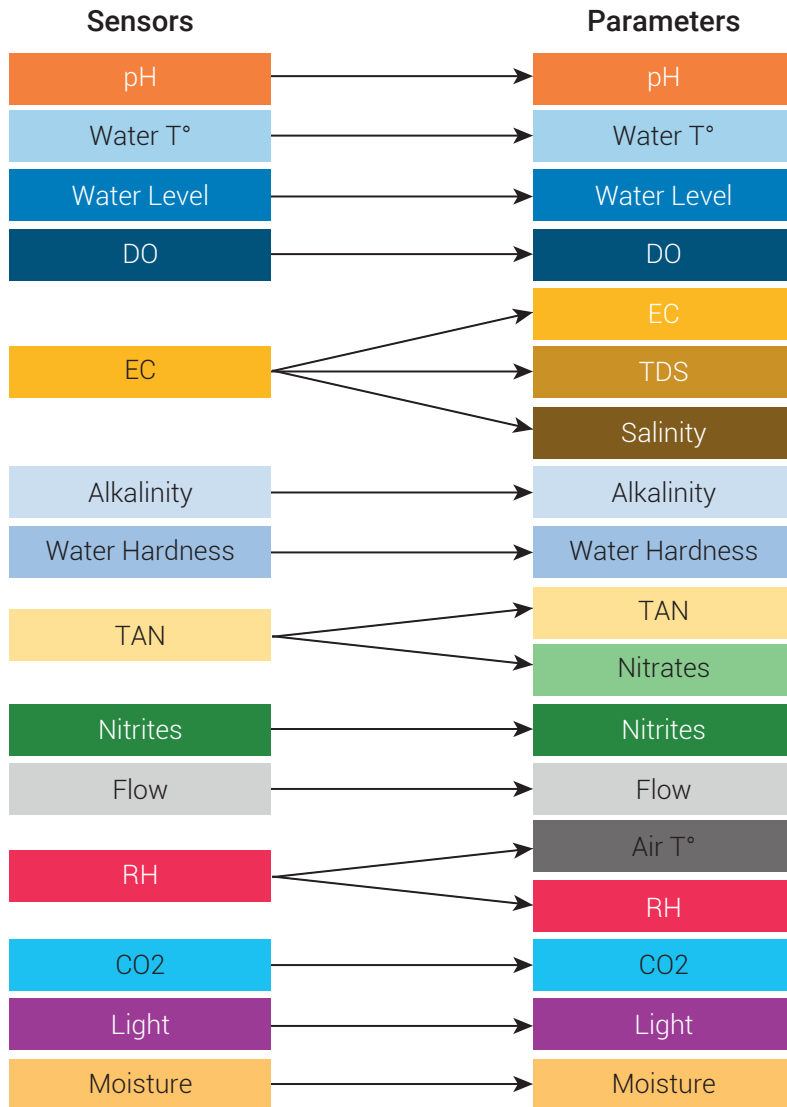 Sensors Parameters
pH pH
Water T° Water T°
Water Level Water Level
DO DO
EC
EC TDS
Salinity
Alkalinity Alkalinity
Water Hardness Water Hardness
TAN
TAN
Nitrates
Nitrites Nitrites
Flow Flow
Air T°
RH
RH
CO2 CO2
Light Light
Moisture Moisture